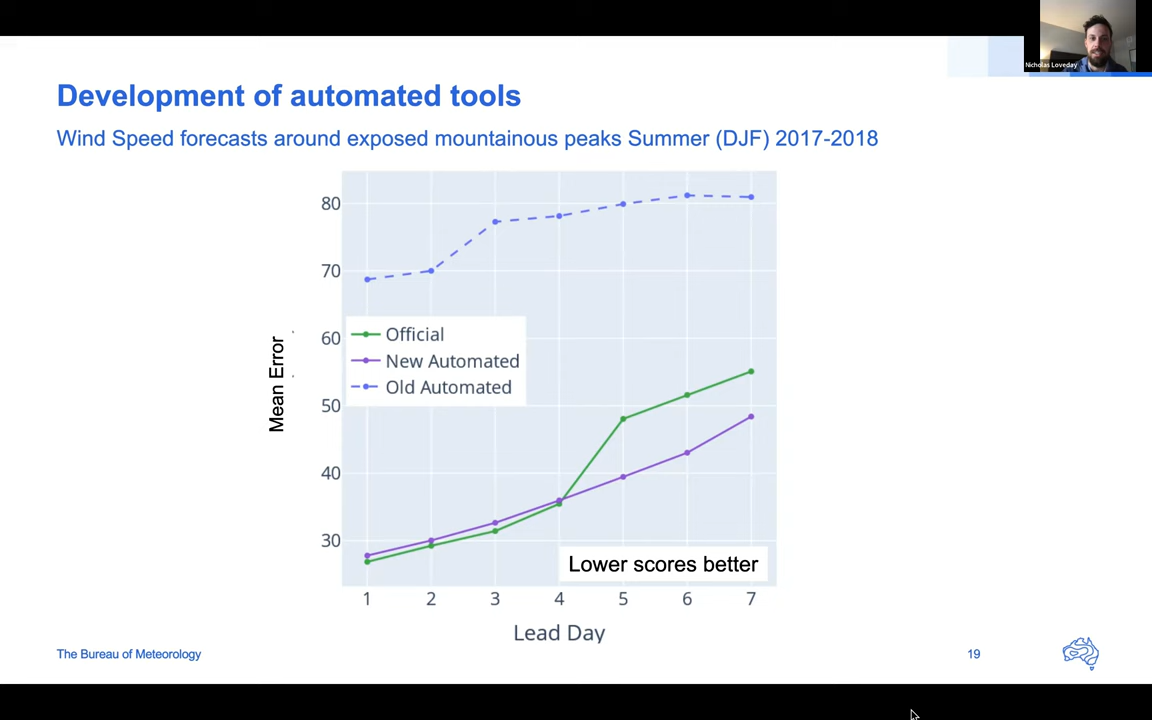 Nicholas Loveday
Development of automated tools
Wind Speed forecasts around exposed mountainous peaks Summer (DJF) 2017-2018
80
70
60
50
40
30
Mean Error
Official
New Automated
Old Automated
Lower scores better
1 2 3 4 5 6 7
Lead Day
The Bureau of Meteorology
19